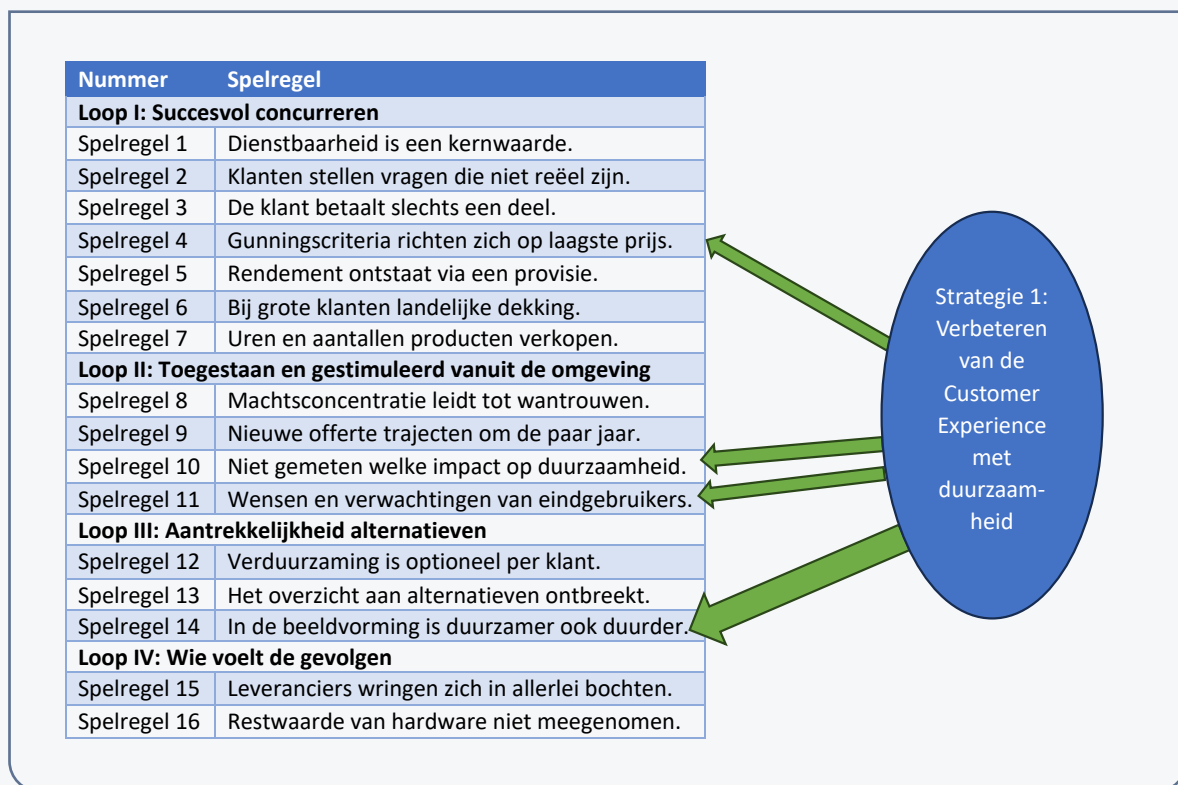 Nummer Spelregel
Loop I: Succesvol concurreren
Spelregel 1 Dienstbaarheid is een kernwaarde.
Spelregel 2 Klanten stellen vragen die niet reëel zijn.
Spelregel 3 De klant betaalt slechts een deel.
Spelregel 4 Gunningscriteria richten zich op laagste prijs.
Spelregel 5 Rendement ontstaat via een provisie.
Spelregel 6 Bij grote klanten landelijke dekking.
Spelregel 7 Uren en aantallen producten verkopen.
Loop II: Toegestaan en gestimuleerd vanuit de omgeving
Spelregel 8 Machtsconcentratie leidt tot wantrouwen.
Spelregel 9 Nieuwe offerte trajecten om de paar jaar.
Spelregel 10 Niet gemeten welke impact op duurzaamheid.
Spelregel 11 Wensen en verwachtingen van eindgebruikers.
Loop III: Aantrekkelijkheid alternatieven
Spelregel 12 Verduurzaming is optioneel per klant.
Spelregel 13 Het overzicht aan alternatieven ontbreekt.
Spelregel 14 In de beeldvorming is duurzamer ook duurder.
Loop IV: Wie voelt de gevolgen
Spelregel 15 Leveranciers wringen zich in allerlei bochten.
Spelregel 16 Restwaarde van hardware niet meegenomen.
Strategie 1:
Verbeteren
van de
Customer
Experience
met
duurzaam-
heid